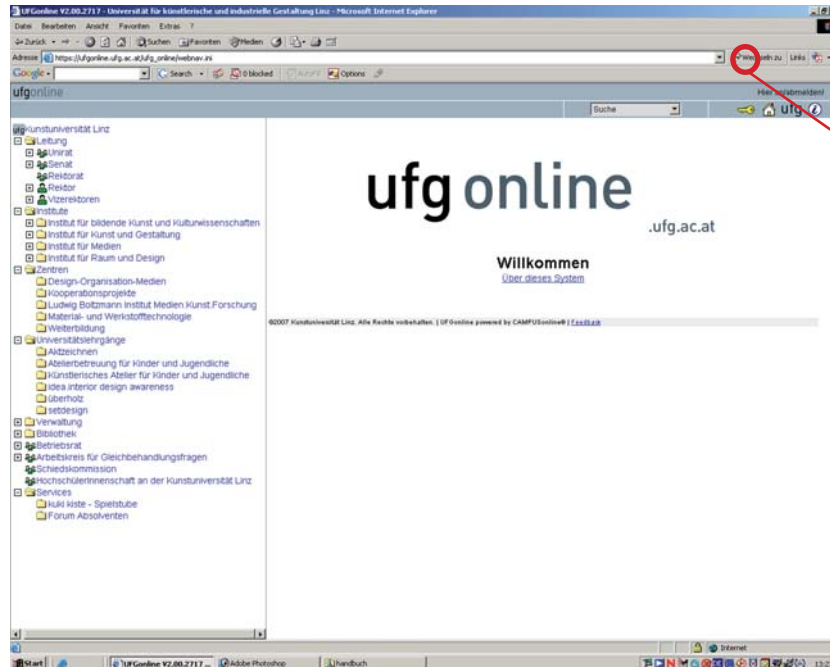 UFGonline V2.00.2717 - Universität für künstlerische und industrielle Gestaltung Linz - Microsoft Internet Explorer
Datei Bearbeiten Ansicht Favoriten Extras ?
Zurück Suchen Favoriten Medien
Adresse https://ufgonline.ufg.ac.at/ufg_online/webnav.ini Wechseln zu Links
Google Search 0 blocked Options
ufgonline Hier an/abmelden!
Suche ufg
Kunstuniversität Linz
Leitung
Unirat
Senat
Rektorat
Rektor
Vizerektoren
Institute
Institut für bildende Kunst und Kulturwissenschaften
Institut für Kunst und Gestaltung
Institut für Medien
Institut für Raum und Design
Zentren
Design-Organisation-Medien
Kooperationsprojekte
Ludwig Boltzmann Institut Medien.Kunst.Forschung
Material- und Werkstofftechnologie
Weiterbildung
Universitätslehrgänge
Aktzeichnen
Atelierbetreuung für Kinder und Jugendliche
Künstlerisches Atelier für Kinder und Jugendliche
idea.interior design awareness
überholz
setdesign
Verwaltung
Bibliothek
Betriebsrat
Arbeitskreis für Gleichbehandlungsfragen
Schiedskommission
HochschülerInnenschaft an der Kunstuniversität Linz
Services
kuki kiste - Spielstube
Forum Absolventen
ufg online
.ufg.ac.at
Willkommen
Über dieses System
©2007 Kunstuniversität Linz. Alle Rechte vorbehalten. | UFGonline powered by CAMPUSonline® | Feedback
Internet
Start UFGonline V2.00.2717 ... Adobe Photoshop handbuch